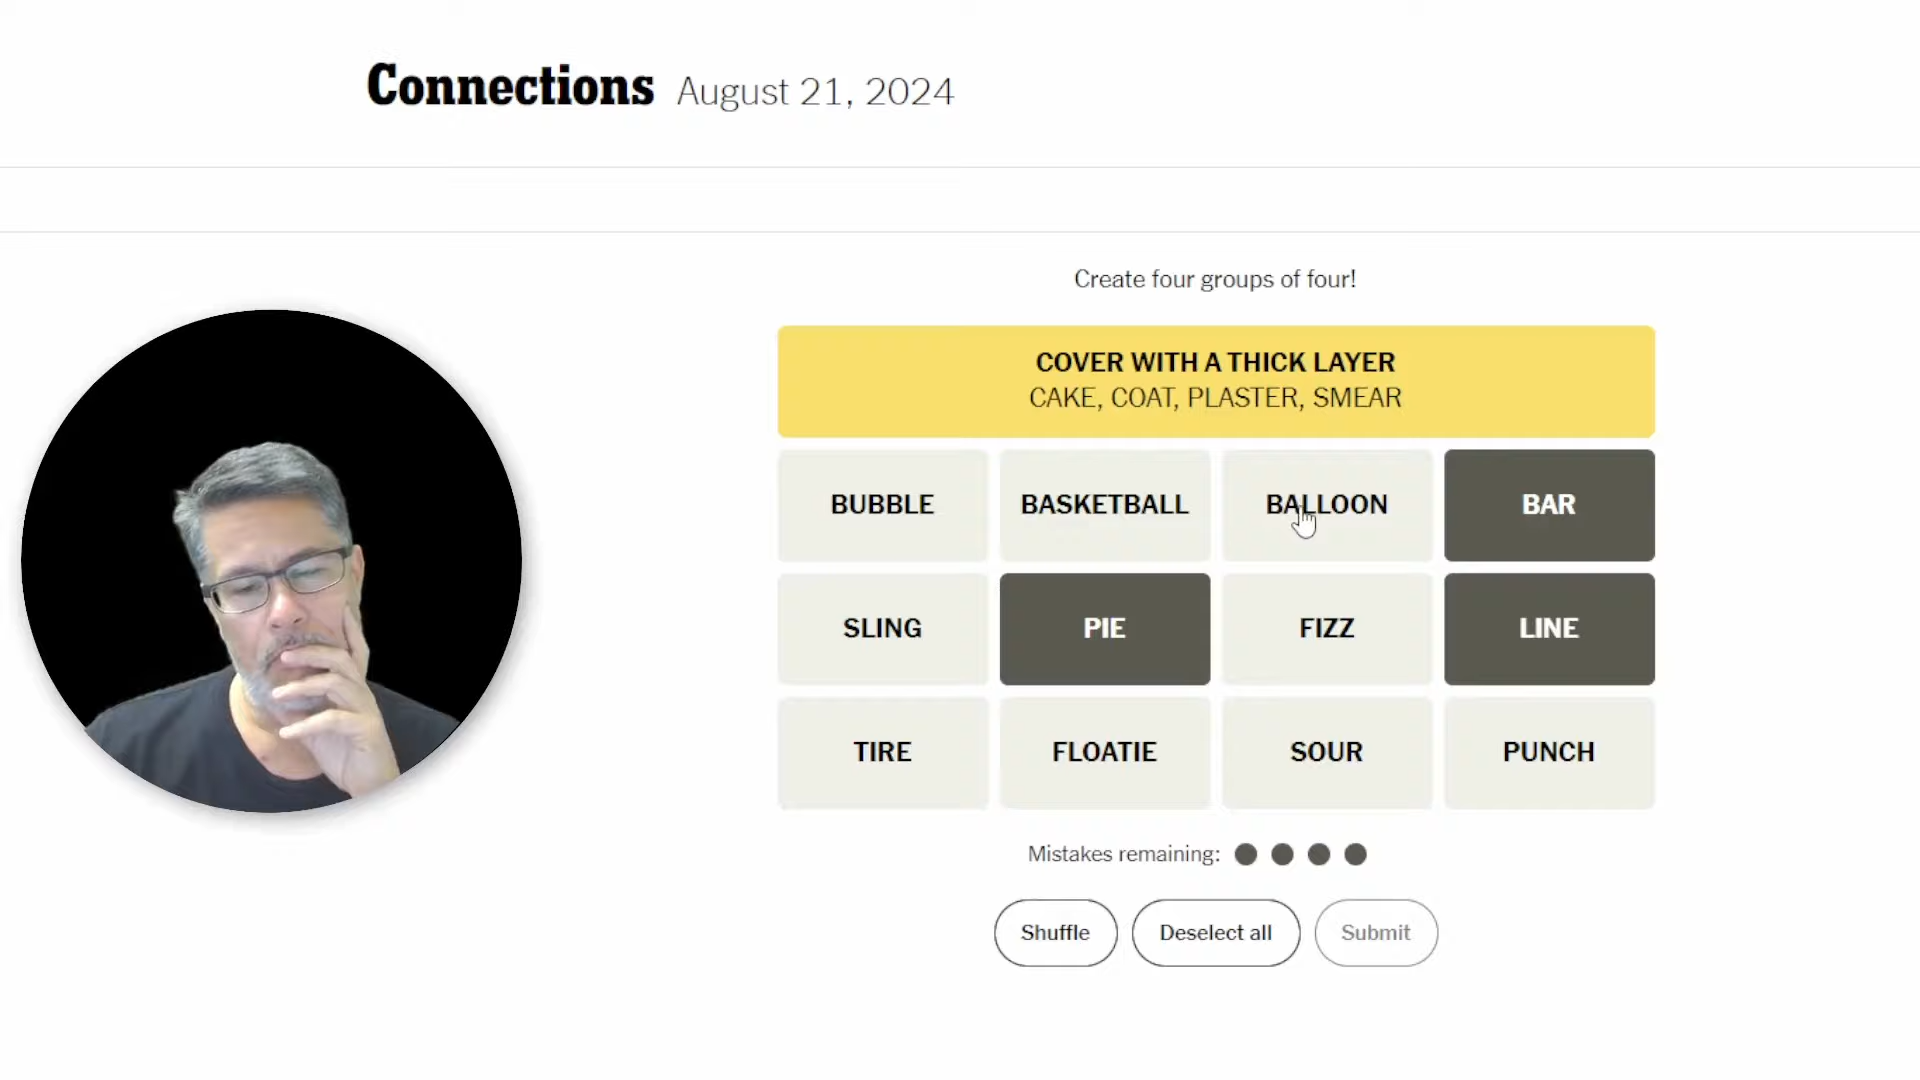 Connections August 21, 2024
Create four groups of four!
COVER WITH A THICK LAYER
CAKE, COAT, PLASTER, SMEAR
BUBBLE BASKETBALL BALLOON BAR
SLING PIE FIZZ LINE
TIRE FLOATIE SOUR PUNCH
Mistakes remaining:
Shuffle Deselect all Submit